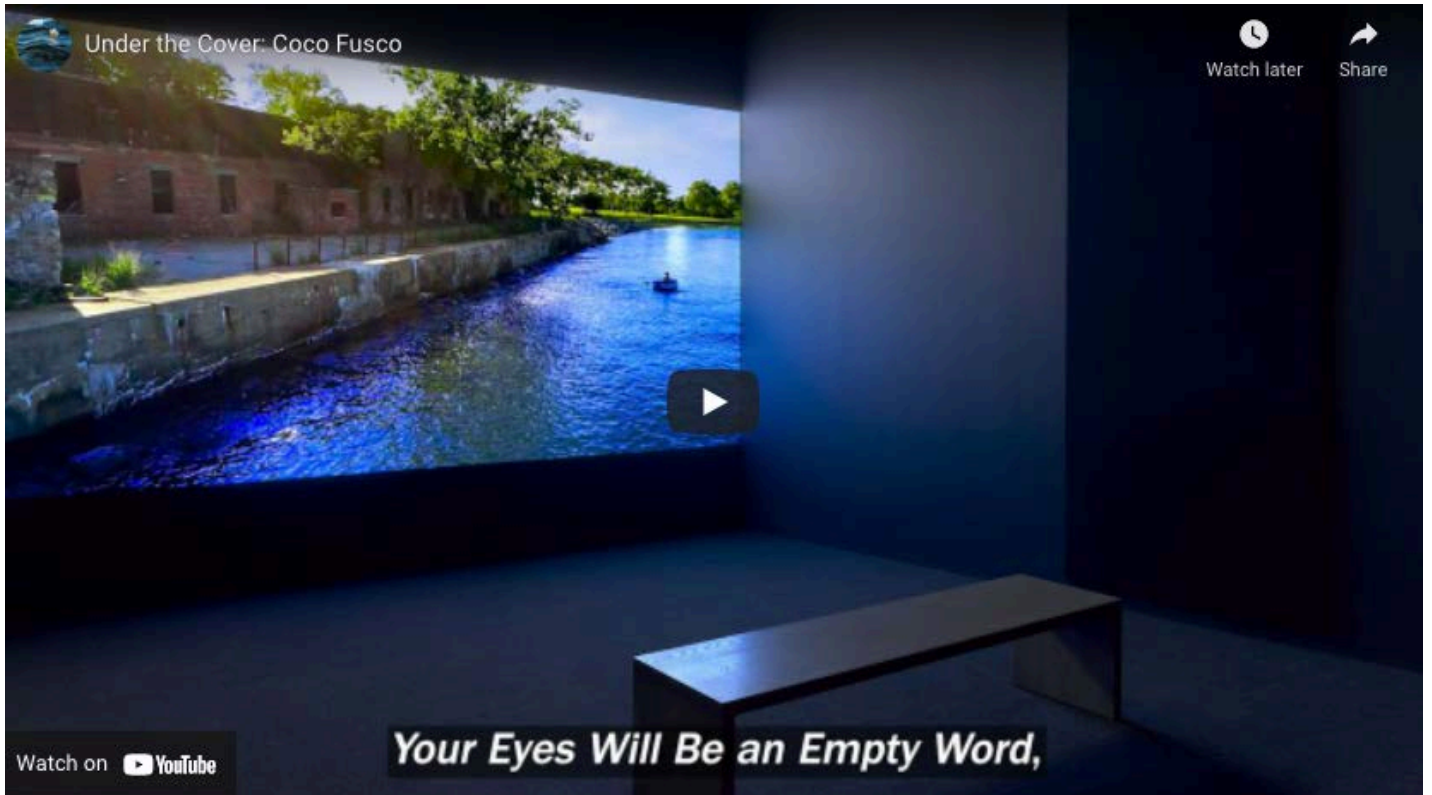 Under the Cover: Coco Fusco
Watch later
Share
Your Eyes Will Be an Empty Word,
Watch on YouTube